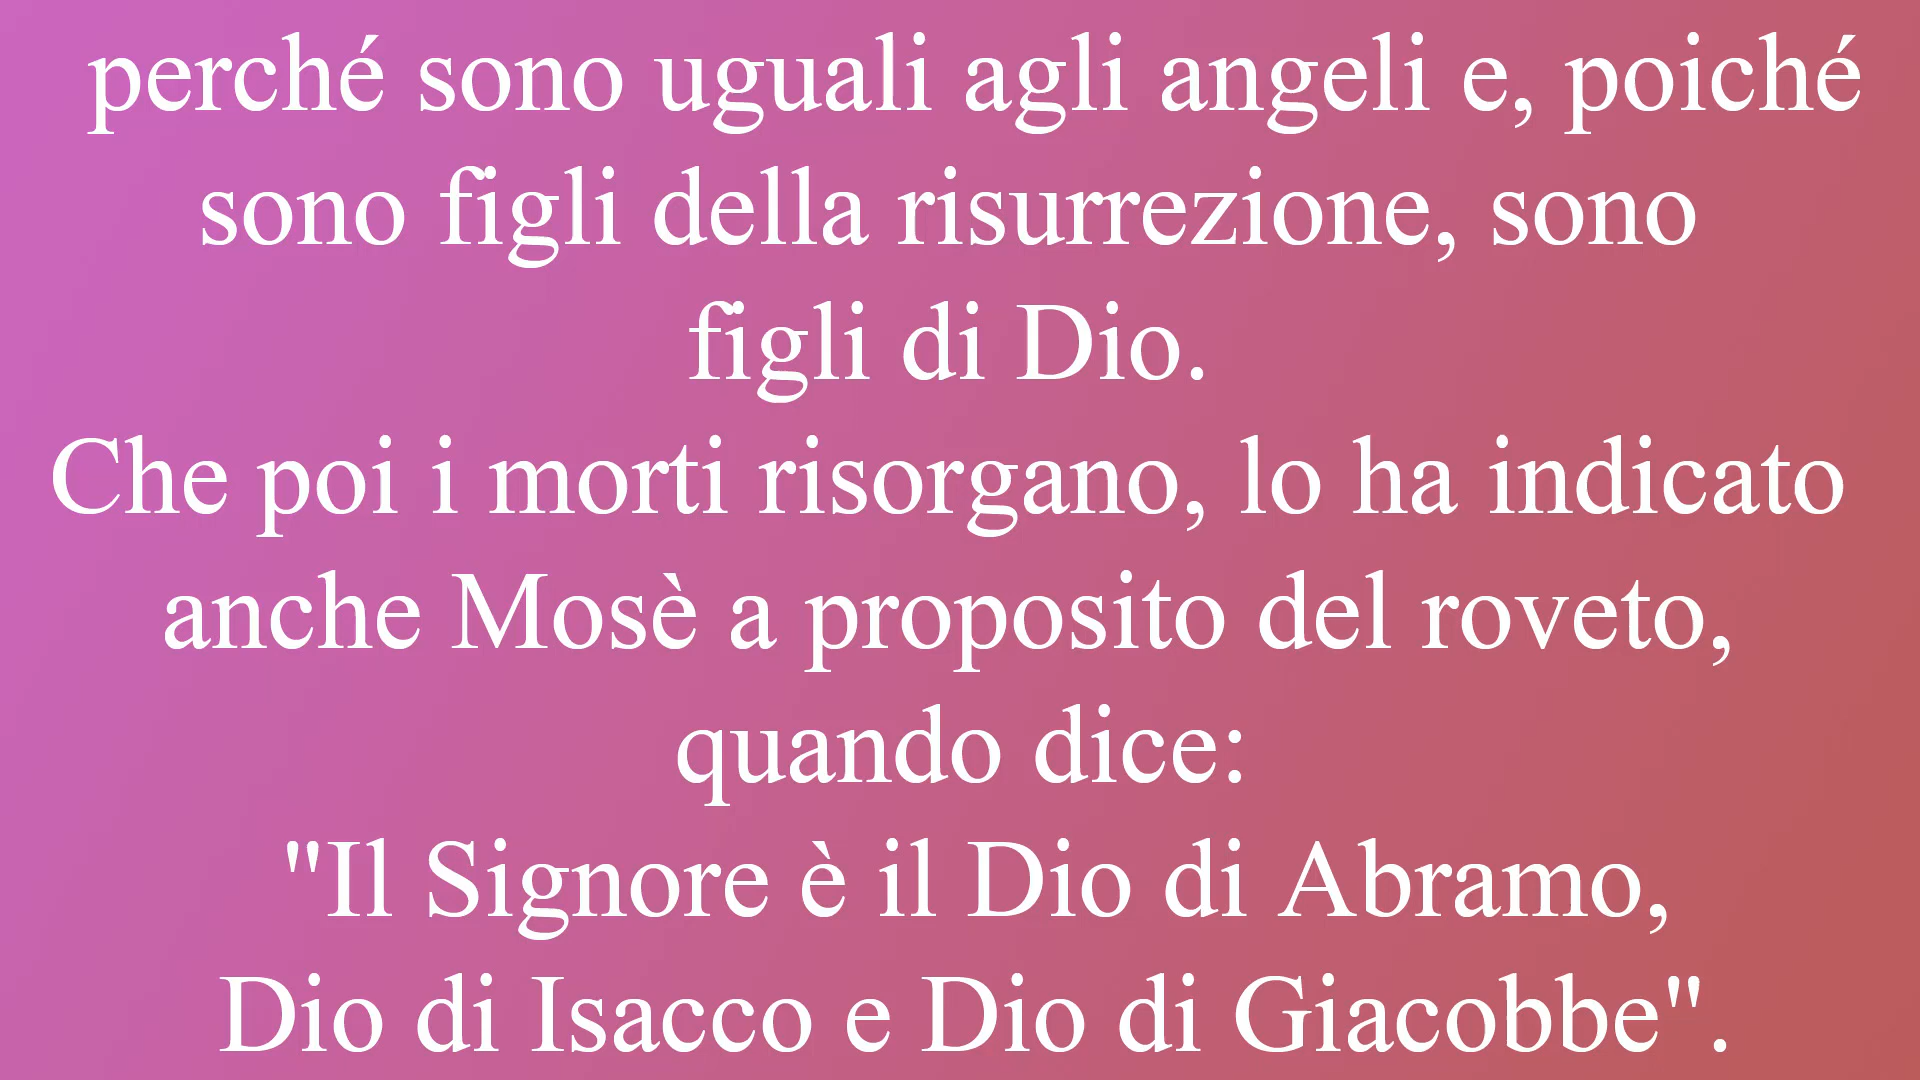 perché sono uguali agli angeli e, poiché
sono figli della risurrezione, sono
figli di Dio.
Che poi i morti risorgano, lo ha indicato
anche Mosè a proposito del roveto,
quando dice:
"Il Signore è il Dio di Abramo,
Dio di Isacco e Dio di Giacobbe".